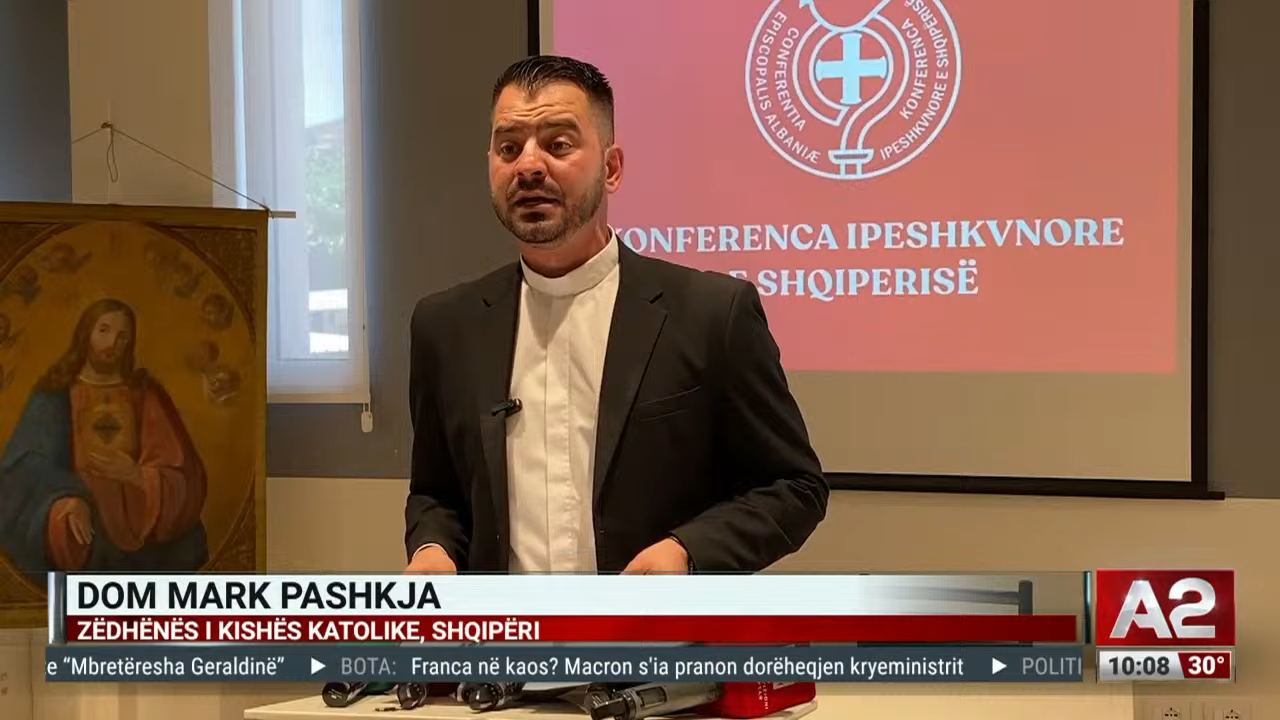 CONFERENTIA
EPISCOPALIS ALBANIÆ
KONFERENCA
IPESHKVNORE E SHQIPERISË
KONFERENCA IPESHKVNORE
E SHQIPERISË
DOM MARK PASHKJA
ZËDHËNËS I KISHËS KATOLIKE, SHQIPËRI
A2
e “Mbretëresha Geraldinë” ▶ BOTA: Franca në kaos? Macron s'ia pranon dorëheqjen kryeministrit ▶ POLITI
10:08 30°